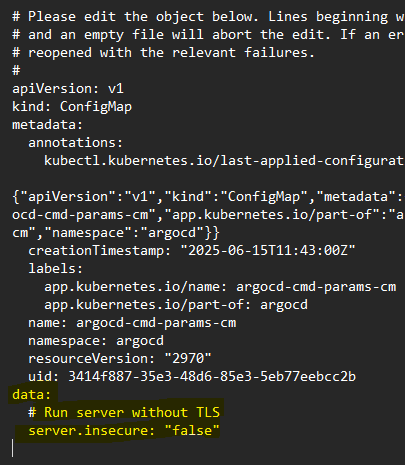 # Please edit the object below. Lines beginning w
# and an empty file will abort the edit. If an er
# reopened with the relevant failures.
#
apiVersion: v1
kind: ConfigMap
metadata:
  annotations:
    kubectl.kubernetes.io/last-applied-configurat
{"apiVersion":"v1","kind":"ConfigMap","metadata":
ocd-cmd-params-cm","app.kubernetes.io/part-of":"a
cm","namespace":"argocd"}}
  creationTimestamp: "2025-06-15T11:43:00Z"
  labels:
    app.kubernetes.io/name: argocd-cmd-params-cm
    app.kubernetes.io/part-of: argocd
  name: argocd-cmd-params-cm
  namespace: argocd
  resourceVersion: "2970"
  uid: 3414f887-35e3-48d6-85e3-5eb77eebcc2b
data:
  # Run server without TLS
  server.insecure: "false"